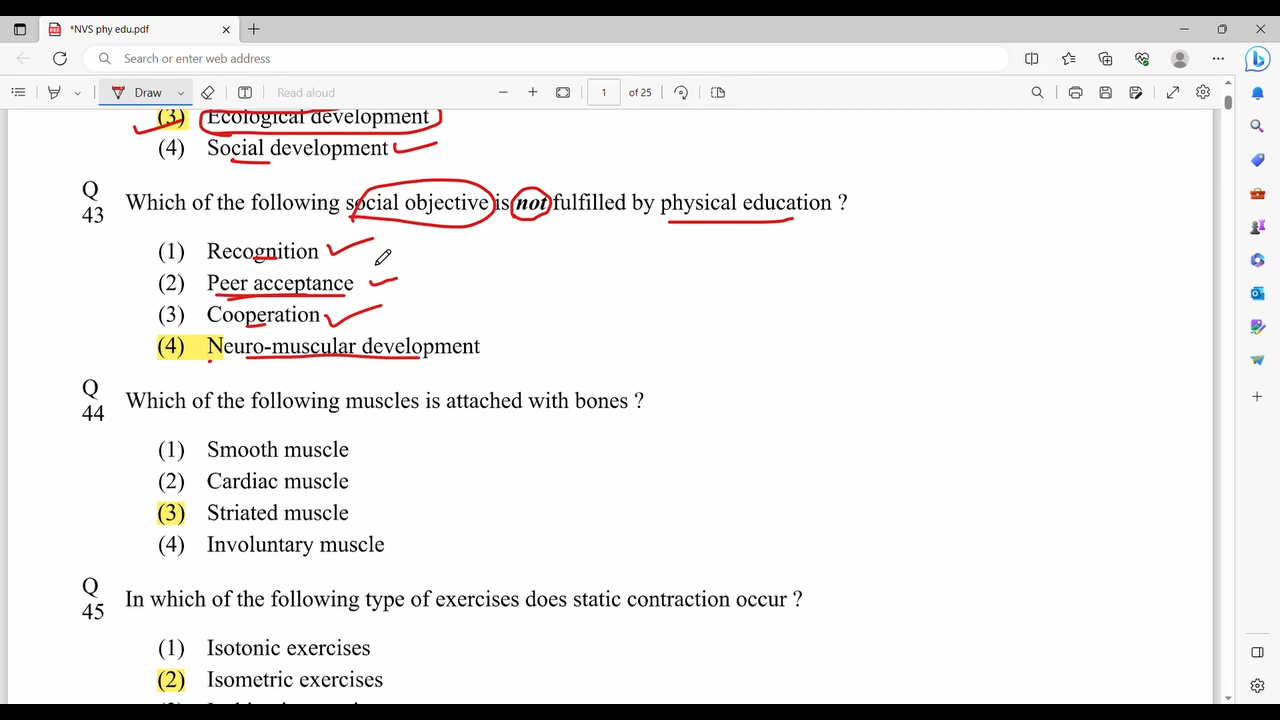 *NVS phy edu.pdf
Search or enter web address
Draw
Read aloud
1 of 25
(3) Ecological development
(4) Social development
Q 43 Which of the following social objective is not fulfilled by physical education ?
(1) Recognition
(2) Peer acceptance
(3) Cooperation
(4) Neuro-muscular development
Q 44 Which of the following muscles is attached with bones ?
(1) Smooth muscle
(2) Cardiac muscle
(3) Striated muscle
(4) Involuntary muscle
Q 45 In which of the following type of exercises does static contraction occur ?
(1) Isotonic exercises
(2) Isometric exercises